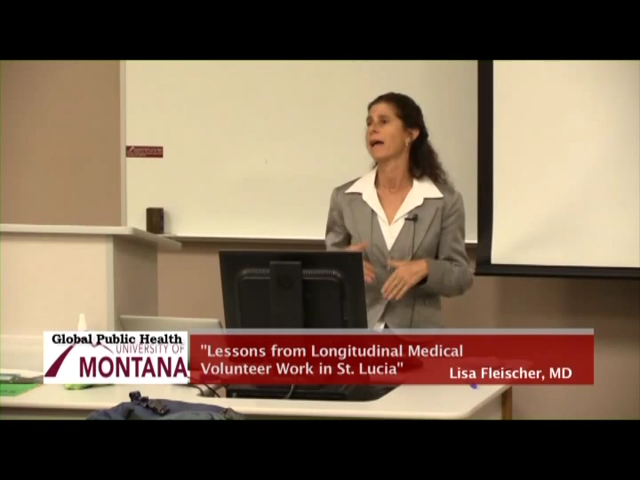 Global Public Health
UNIVERSITY OF
MONTANA
"Lessons from Longitudinal Medical
Volunteer Work in St. Lucia"
Lisa Fleischer, MD